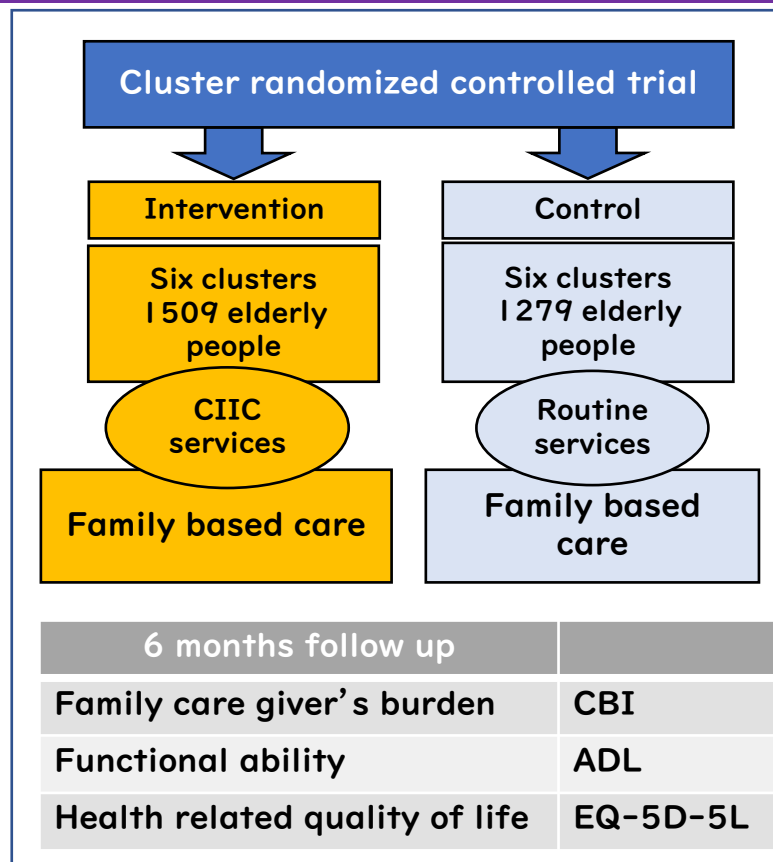 Cluster randomized controlled trial
Intervention
Control
Six clusters
1509 elderly
people
Six clusters
1279 elderly
people
CIIC
services
Routine
services
Family based care
Family based
care
6 months follow up
Family care giver’s burden CBI
Functional ability ADL
Health related quality of life EQ-5D-5L